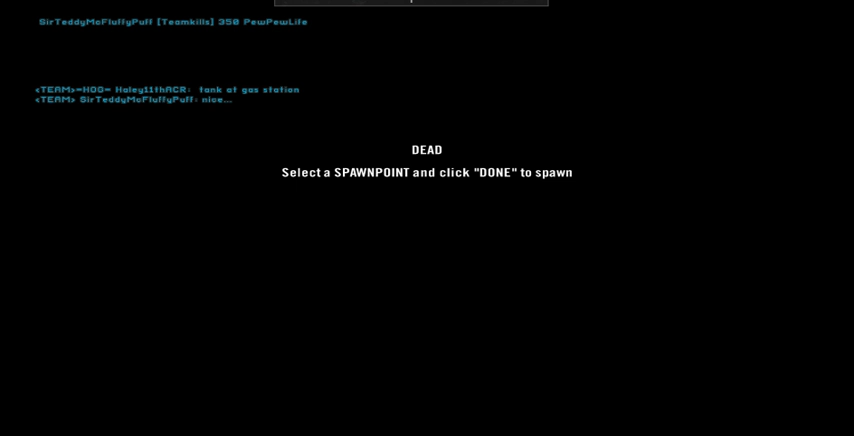 SirTeddyMcFluffyPuff [Teamkills] 350 PewPewLife
<TEAM>=HOG= Haley11thACR: tank at gas station
<TEAM> SirTeddyMcFluffyPuff: nice...
DEAD
Select a SPAWNPOINT and click "DONE" to spawn